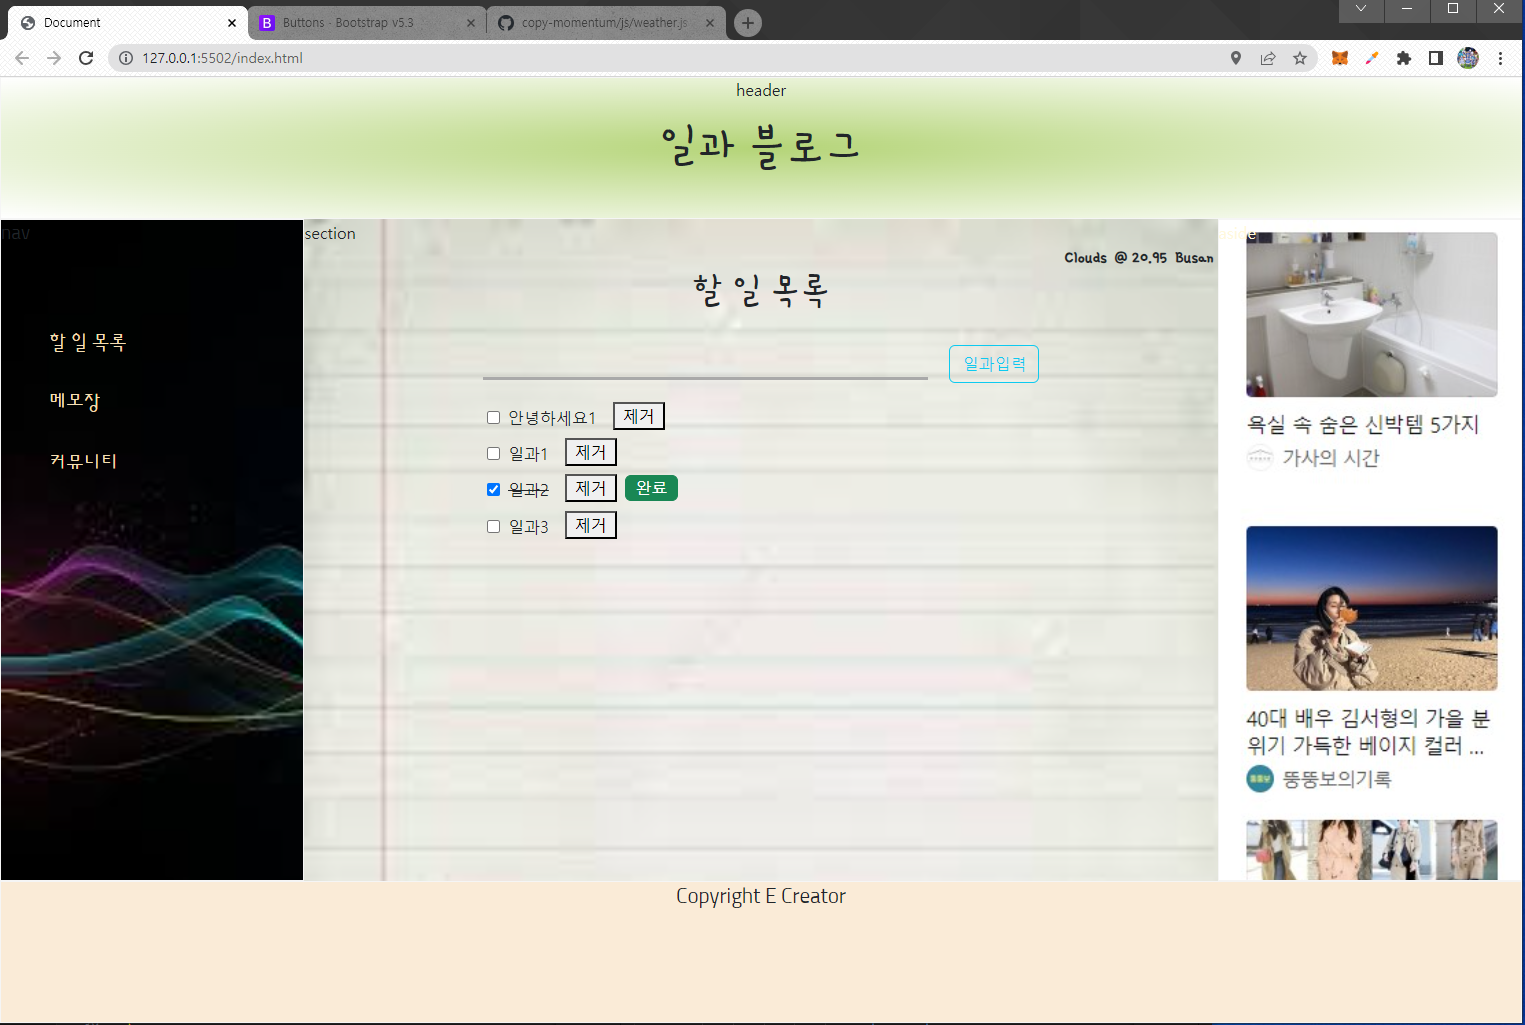 Document
Buttons · Bootstrap v5.3
copy-momentum/js/weather.js
127.0.0.1:5502/index.html
header
일과 블로그
nav
section
aside
Clouds @ 20.95 Busan
할 일 목록
할 일 목록
메모장
커뮤니티
일과입력
안녕하세요1 제거
일과1 제거
일과2 제거 완료
일과3 제거
욕실 속 숨은 신박템 5가지
가사의 시간
40대 배우 김서형의 가을 분
위기 가득한 베이지 컬러 ...
뚱뚱보의기록
Copyright E Creator